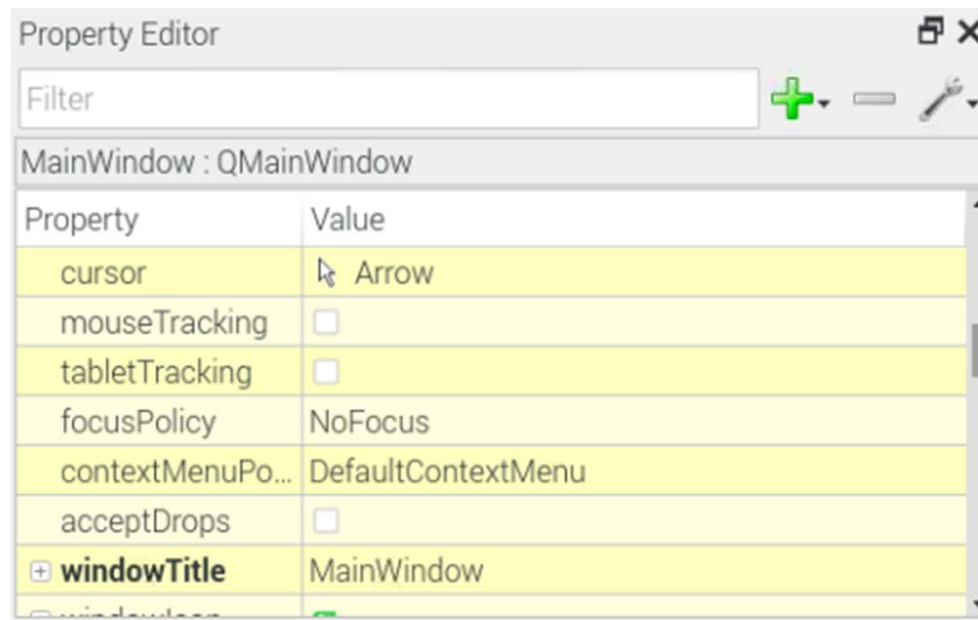 Property Editor
Filter
MainWindow : QMainWindow
Property Value
cursor Arrow
mouseTracking
tabletTracking
focusPolicy NoFocus
contextMenuPo... DefaultContextMenu
acceptDrops
windowTitle MainWindow